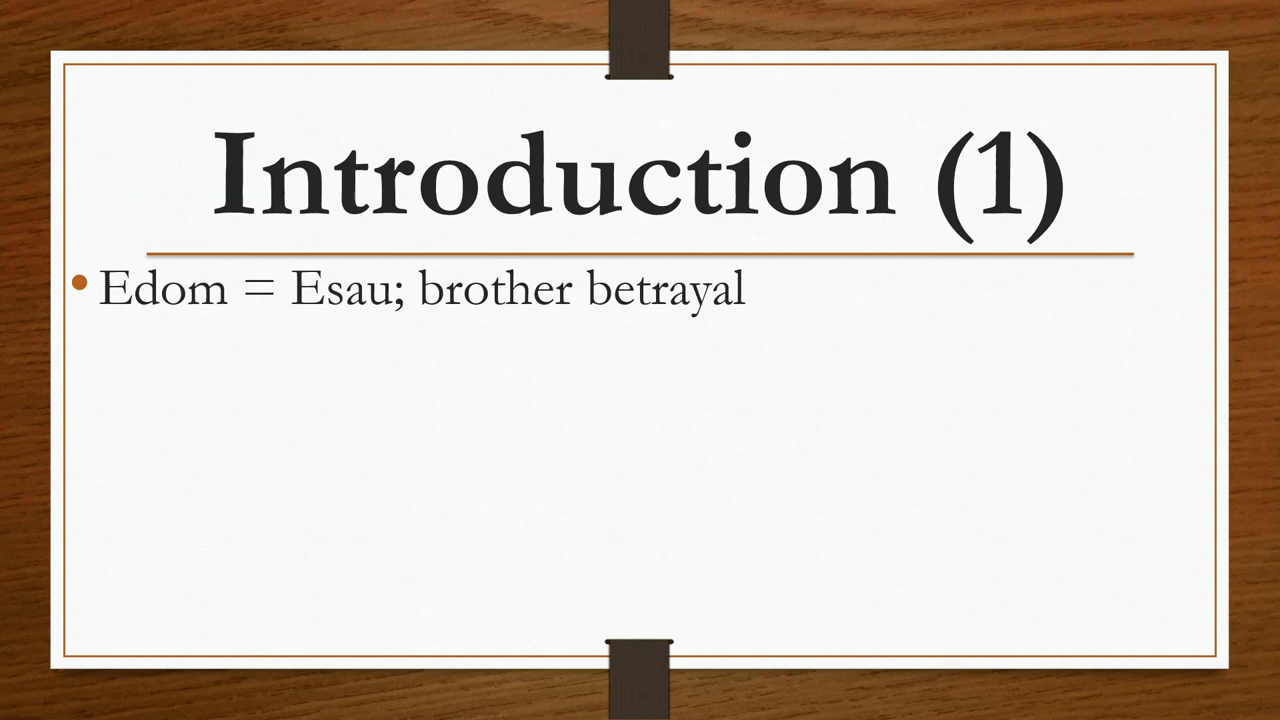 Introduction (1)
• Edom = Esau; brother betrayal